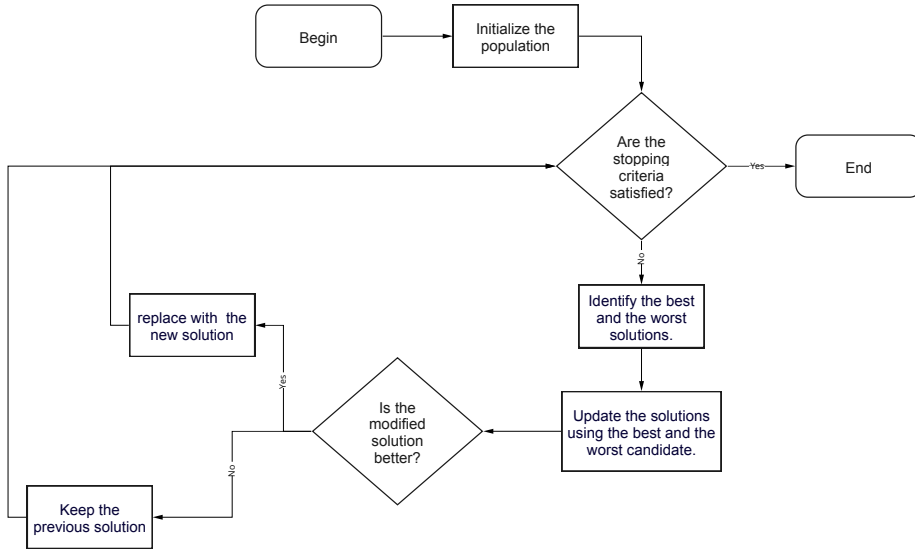 Begin
Initialize the
population
Are the
stopping
criteria
satisfied?
Yes
End
No
Identify the best
and the worst
solutions.
replace with  the
new solution
Yes
Is the
modified
solution
better?
Update the solutions
using the best and the
worst candidate.
No
Keep the
previous solution